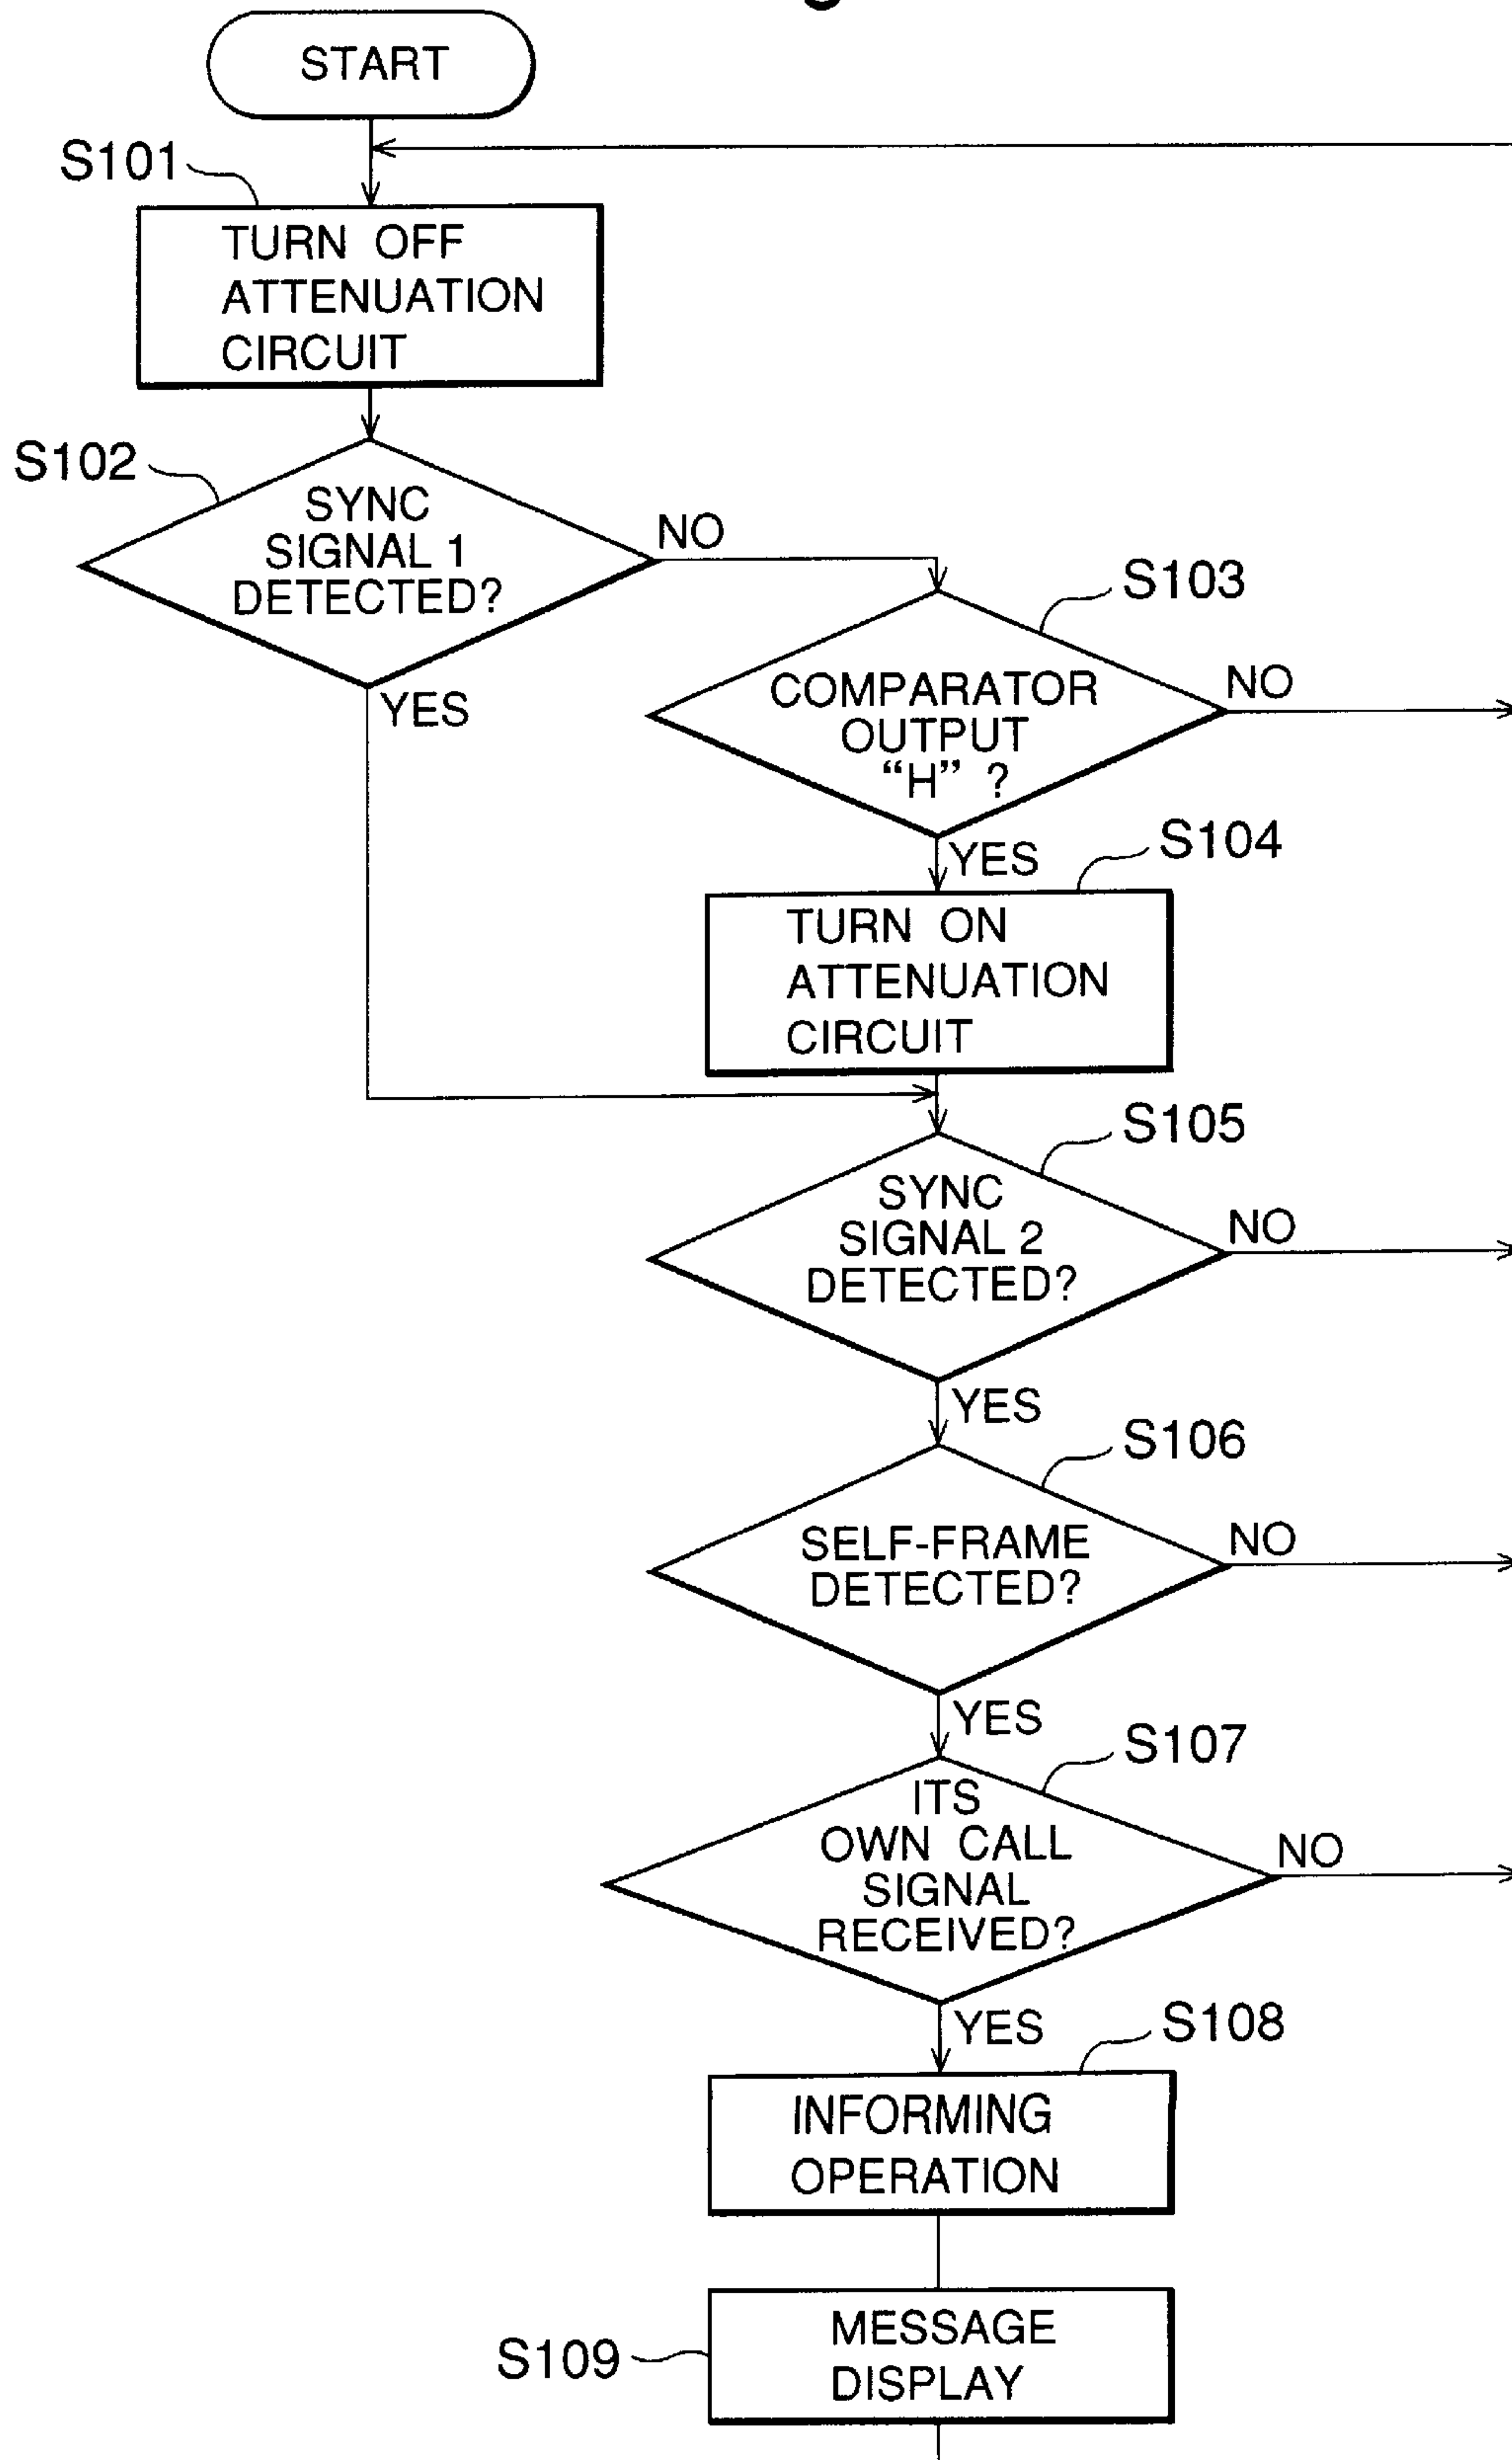 START
S101
TURN OFF
ATTENUATION
CIRCUIT
S102
SYNC
SIGNAL 1
DETECTED?
NO
YES
S103
COMPARATOR
OUTPUT
“H” ?
NO
YES
S104
TURN ON
ATTENUATION
CIRCUIT
S105
SYNC
SIGNAL 2
DETECTED?
NO
YES
S106
SELF-FRAME
DETECTED?
NO
YES
S107
ITS
OWN CALL
SIGNAL
RECEIVED?
NO
YES
S108
INFORMING
OPERATION
S109
MESSAGE
DISPLAY